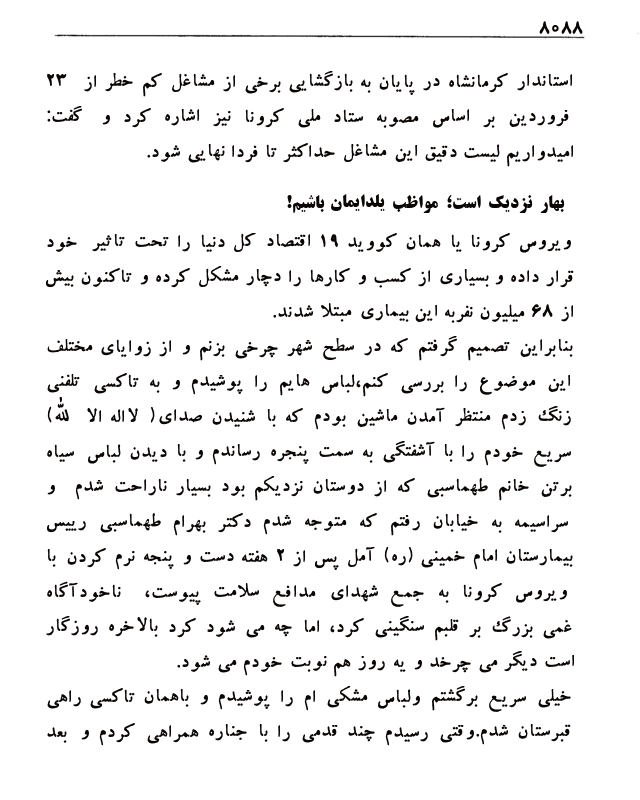 ۸۰۸۸
استاندار کرمانشاه در پایان به بازگشایی برخی از مشاغل کم خطر از ۲۳
فروردین بر اساس مصوبه ستاد ملی کرونا نیز اشاره کرد و گفت:
امیدواریم لیست دقیق این مشاغل حداکثر تا فردا نهایی شود.
بهار نزدیک است؛ مواظب یلدایمان باشیم!
ویروس کرونا یا همان کووید ۱۹ اقتصاد کل دنیا را تحت تاثیر خود
قرار داده و بسیاری از کسب و کارها را دچار مشکل کرده و تاکنون بیش
از ۶۸ میلیون نفربه این بیماری مبتلا شدند.
بنابراین تصمیم گرفتم که در سطح شهر چرخی بزنم و از زوایای مختلف
این موضوع را بررسی کنم،لباس هایم را پوشیدم و به تاکسی تلفنی
زنگ زدم منتظر آمدن ماشین بودم که با شنیدن صدای( لااله الا لله)
سریع خودم را با آشفتگی به سمت پنجره رساندم و با دیدن لباس سیاه
برتن خانم طهماسبی که از دوستان نزدیکم بود بسیار ناراحت شدم و
سراسیمه به خیابان رفتم که متوجه شدم دکتر بهرام طهماسبی رییس
بیمارستان امام خمینی (ره) آمل پس از ۲ هفته دست و پنجه نرم کردن با
ویروس کرونا به جمع شهدای مدافع سلامت پیوست، ناخودآگاه
غمی بزرگ بر قلبم سنگینی کرد، اما چه می شود کرد بالاخره روزگار
است دیگر می چرخد و یه روز هم نوبت خودم می شود.
خیلی سریع برگشتم ولباس مشکی ام را پوشیدم و باهمان تاکسی راهی
قبرستان شدم.وقتی رسیدم چند قدمی را با جنازه همراهی کردم و بعد